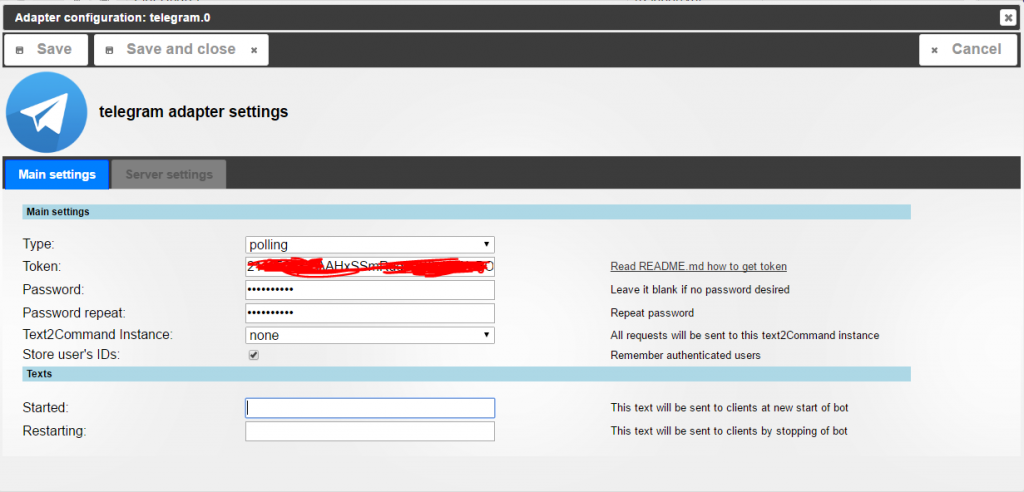 Adapter configuration: telegram.0
Save Save and close Cancel
telegram adapter settings
Main settings Server settings
Main settings
Type: polling
Token: Read README.md how to get token
Password: •••••••••• Leave it blank if no password desired
Password repeat: •••••••••• Repeat password
Text2Command Instance: none All requests will be sent to this text2Command instance
Store user's IDs: Remember authenticated users
Texts
Started: This text will be sent to clients at new start of bot
Restarting: This text will be sent to clients by stopping of bot